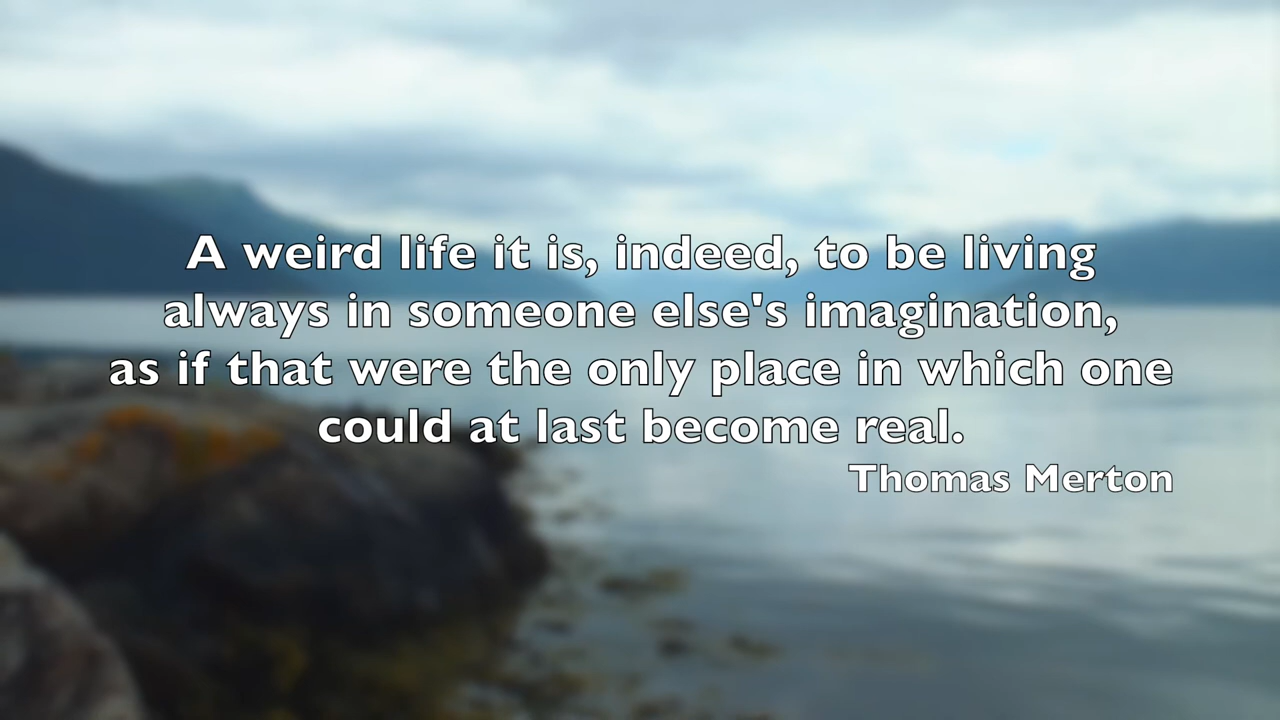 A weird life it is, indeed, to be living
always in someone else's imagination,
as if that were the only place in which one
could at last become real.
Thomas Merton